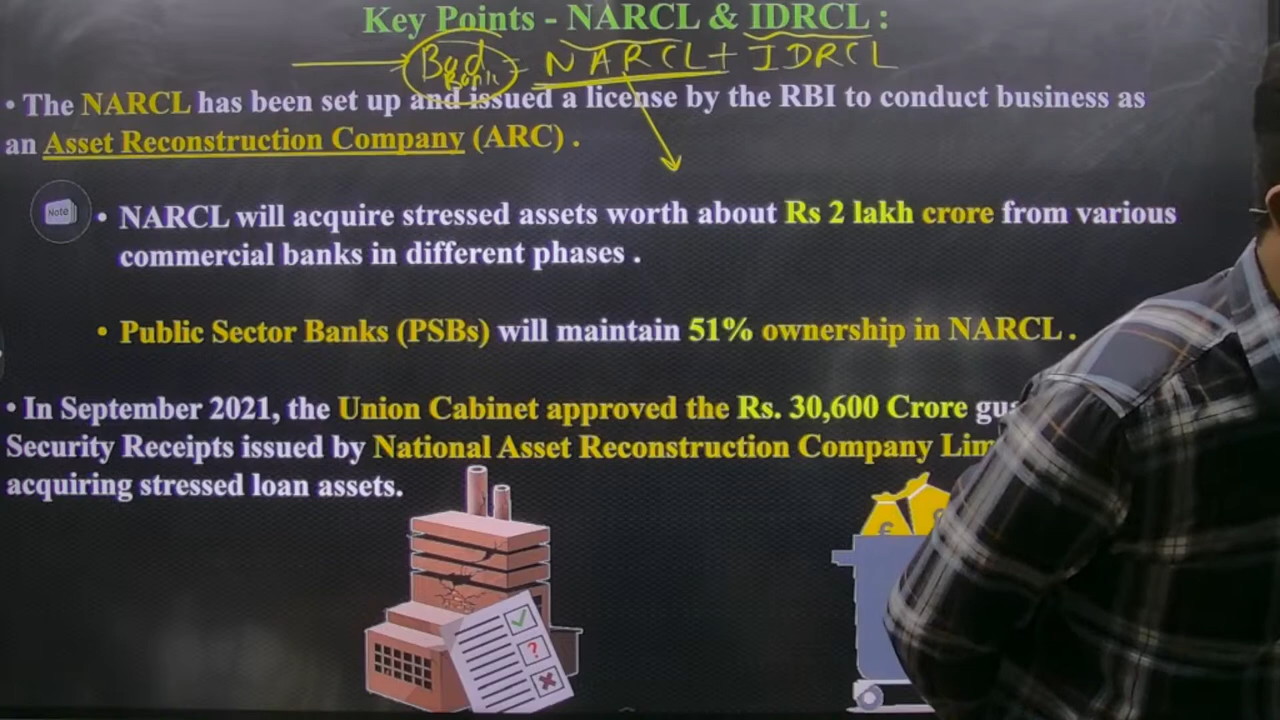 Key Points - NARCL & IDRCL :
Bad Bank - NARCL + IDRCL
• The NARCL has been set up and issued a license by the RBI to conduct business as
an Asset Reconstruction Company (ARC) .
Note
• NARCL will acquire stressed assets worth about Rs 2 lakh crore from various
commercial banks in different phases .
• Public Sector Banks (PSBs) will maintain 51% ownership in NARCL .
• In September 2021, the Union Cabinet approved the Rs. 30,600 Crore
Security Receipts issued by National Asset Reconstruction Company
acquiring stressed loan assets.